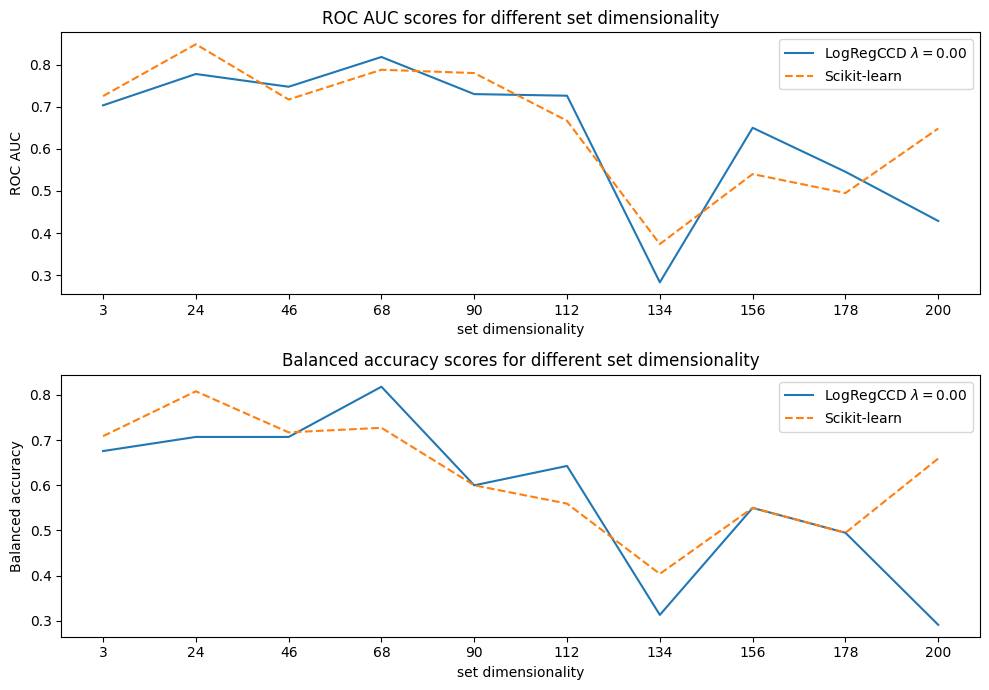 ROC AUC scores for different set dimensionality
LogRegCCD λ = 0.00
Scikit-learn
ROC AUC
0.8
0.7
0.6
0.5
0.4
0.3
3 24 46 68 90 112 134 156 178 200
set dimensionality
Balanced accuracy scores for different set dimensionality
LogRegCCD λ = 0.00
Scikit-learn
Balanced accuracy
0.8
0.7
0.6
0.5
0.4
0.3
3 24 46 68 90 112 134 156 178 200
set dimensionality